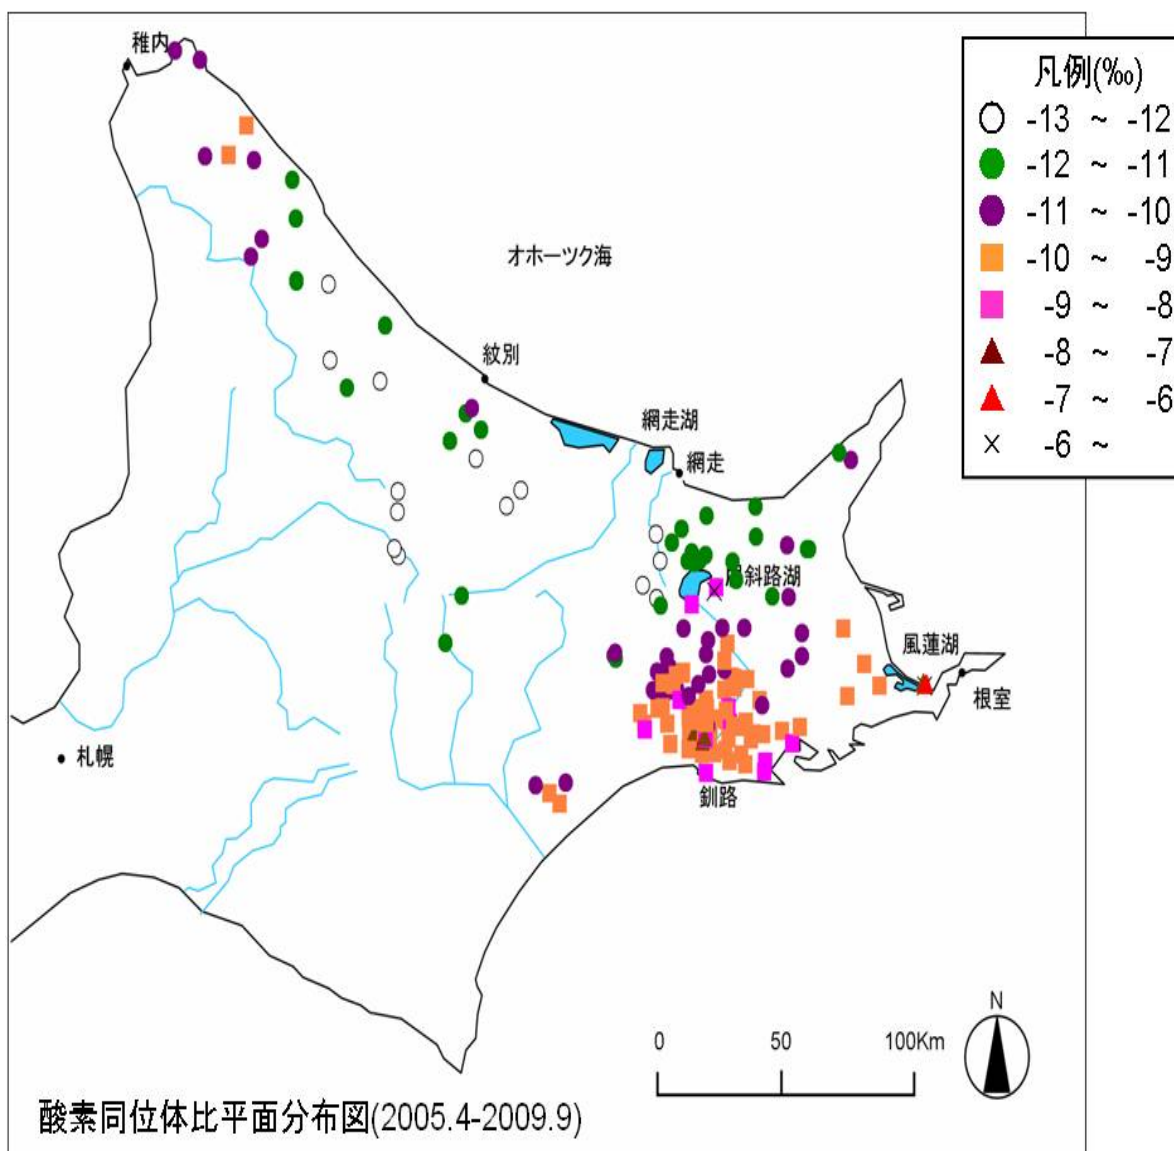 稚内
凡例(‰)
-13 ~ -12
-12 ~ -11
-11 ~ -10
-10 ~ -9
-9 ~ -8
-8 ~ -7
-7 ~ -6
-6 ~
オホーツク海
紋別
網走湖
網走
斜路湖
風蓮湖
根室
札幌
釧路
N
0 50 100Km
酸素同位体比平面分布図(2005.4-2009.9)